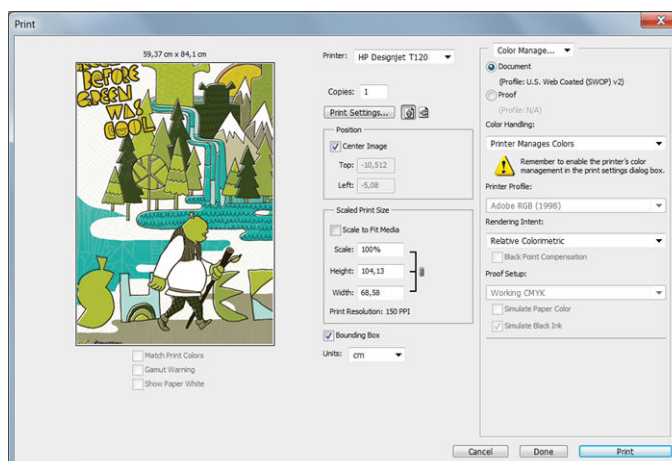 Print
X
59,37 cm x 84,1 cm
BEFORE
GREEN
WAS
COOL
SHREK
Match Print Colors
Gamut Warning
Show Paper White
Printer: HP Designjet T120
Copies: 1
Print Settings...
Position
Center Image
Top: -10,512
Left: -5,08
Scaled Print Size
Scale to Fit Media
Scale: 100%
Height: 104,13
Width: 68,58
Print Resolution: 150 PPI
Bounding Box
Units: cm
Color Manage...
Document
(Profile: U.S. Web Coated (SWOP) v2)
Proof
(Profile: N/A)
Color Handling:
Printer Manages Colors
Remember to enable the printer's color
management in the print settings dialog box.
Printer Profile:
Adobe RGB (1998)
Rendering Intent:
Relative Colorimetric
Black Point Compensation
Proof Setup:
Working CMYK
Simulate Paper Color
Simulate Black Ink
Cancel
Done
Print